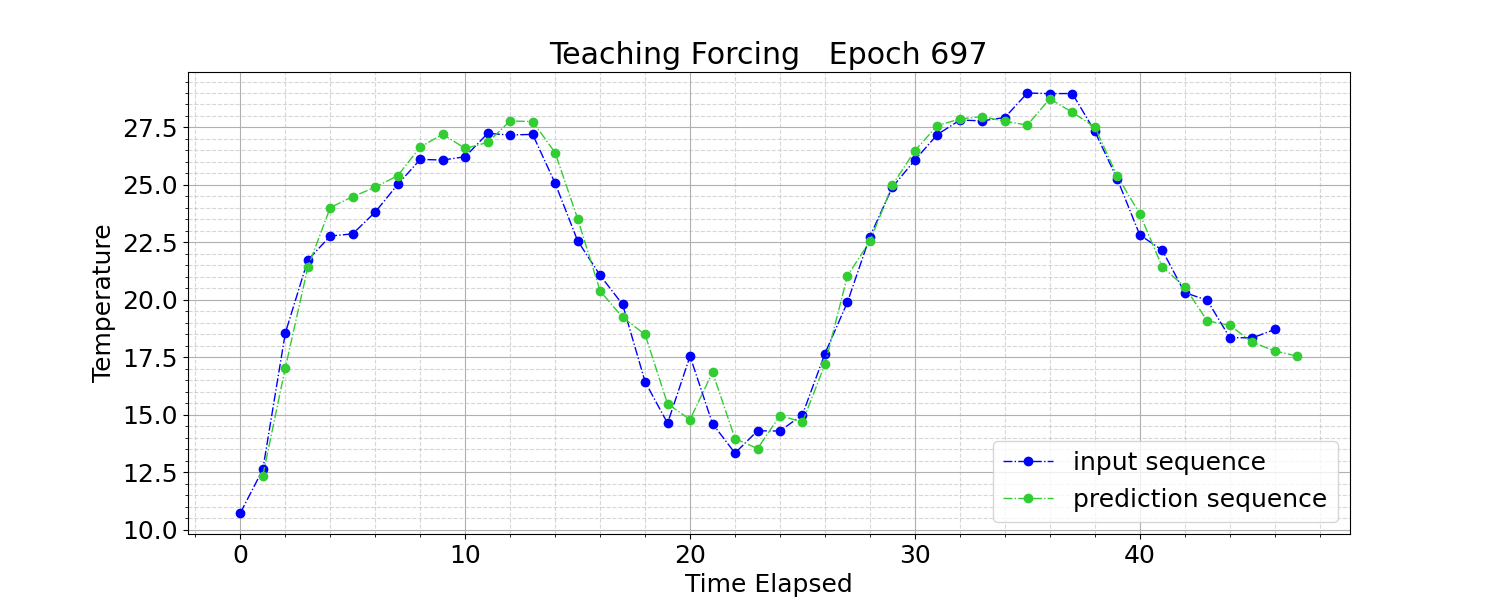 Teaching Forcing   Epoch 697
Temperature
27.5
25.0
22.5
20.0
17.5
15.0
12.5
10.0
0 10 20 30 40
Time Elapsed
input sequence
prediction sequence